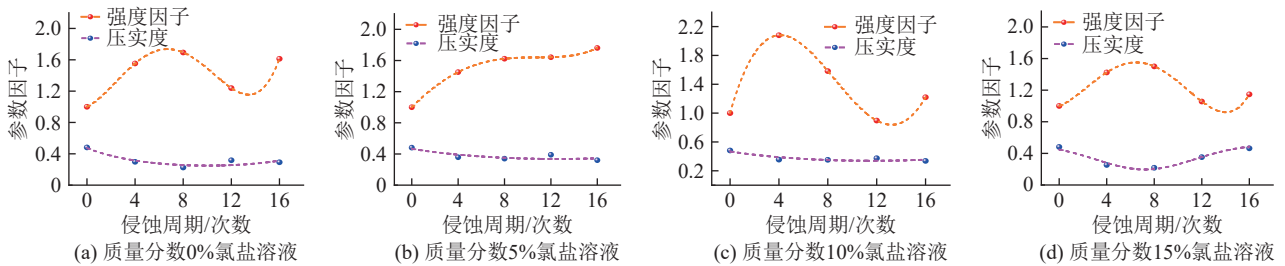 强度因子
压实度
2.0
1.6
1.2
0.8
0.4
0
参数因子
0 4 8 12 16
侵蚀周期/次数
(a) 质量分数0%氯盐溶液
强度因子
压实度
2.0
1.6
1.2
0.8
0.4
0
参数因子
0 4 8 12 16
侵蚀周期/次数
(b) 质量分数5%氯盐溶液
强度因子
压实度
2.2
1.8
1.4
1.0
0.6
0.2
参数因子
0 4 8 12 16
侵蚀周期/次数
(c) 质量分数10%氯盐溶液
强度因子
压实度
2.0
1.6
1.2
0.8
0.4
0
参数因子
0 4 8 12 16
侵蚀周期/次数
(d) 质量分数15%氯盐溶液